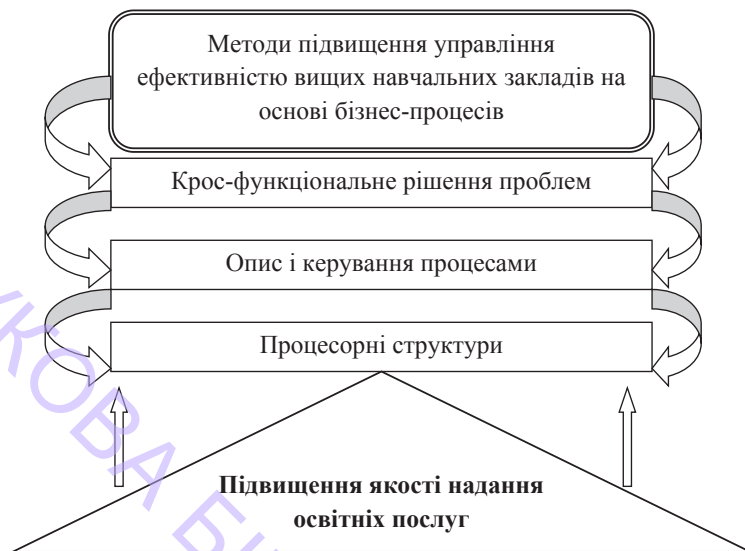 Методи підвищення управління
ефективністю вищих навчальних закладів на
основі бізнес-процесів
Крос-функціональне рішення проблем
Опис і керування процесами
Процесорні структури
Підвищення якості надання
освітніх послуг